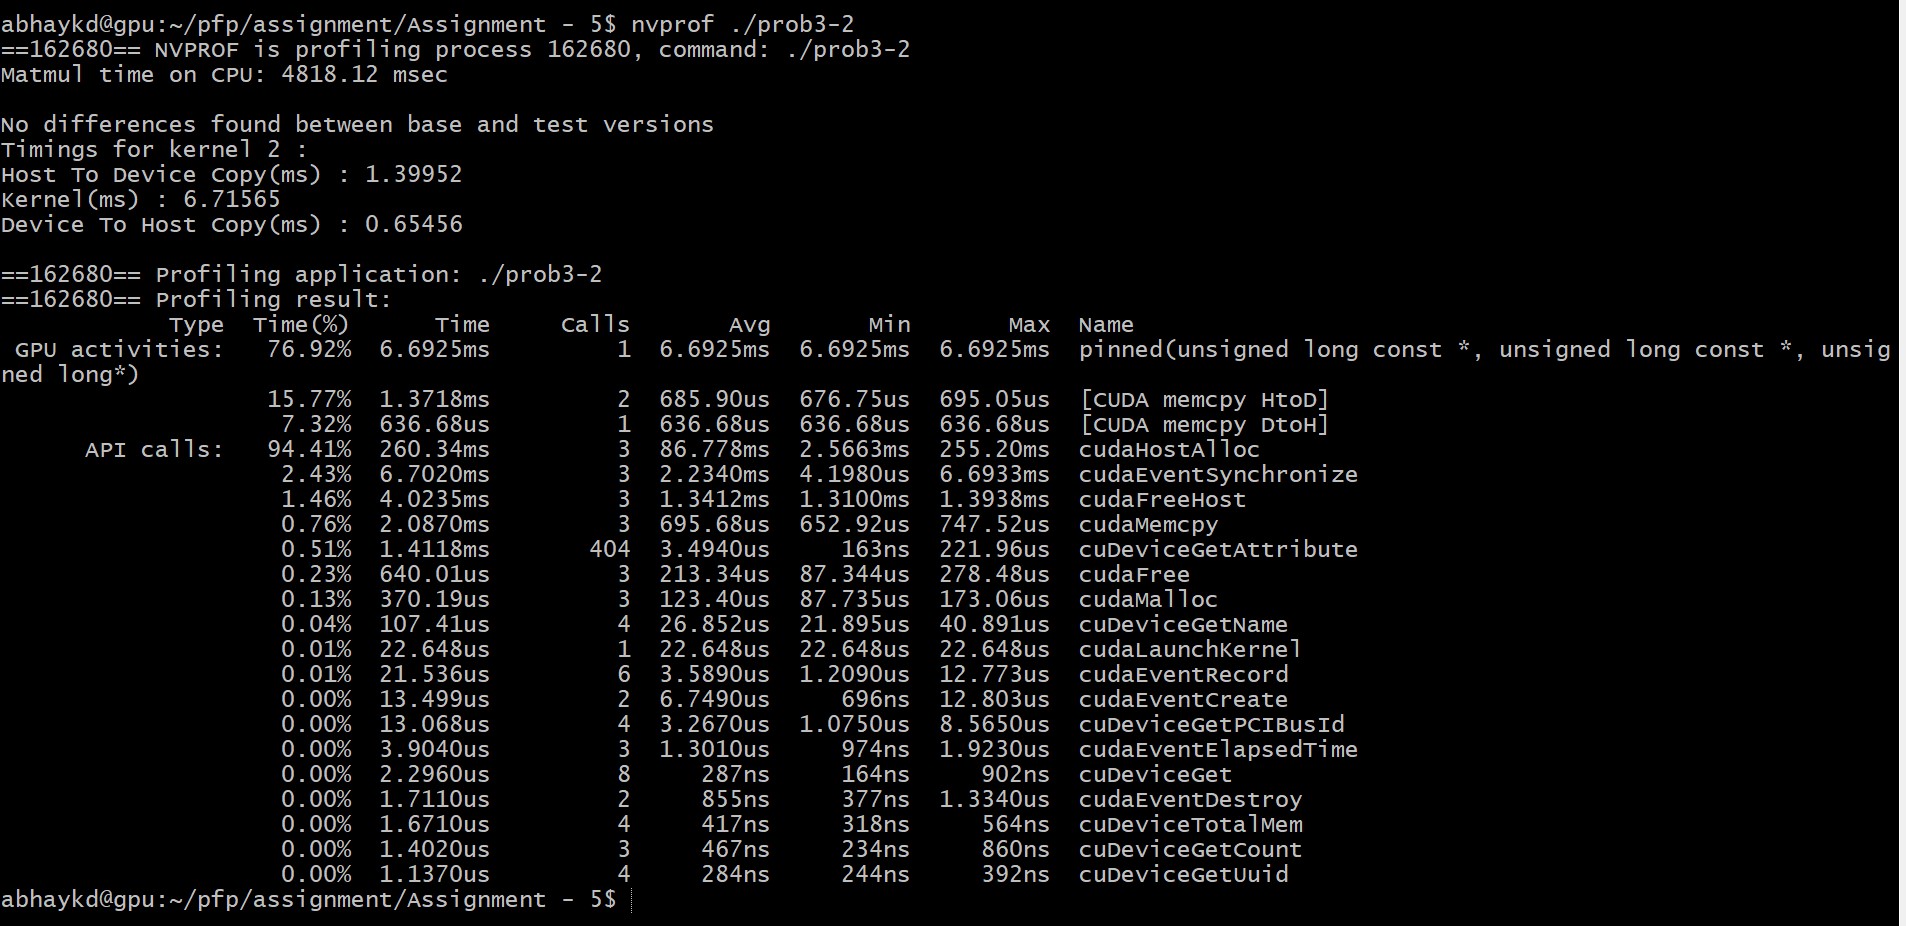 abhaykd@gpu:~/pfp/assignment/Assignment - 5$ nvprof ./prob3-2
==162680== NVPROF is profiling process 162680, command: ./prob3-2
Matmul time on CPU: 4818.12 msec
No differences found between base and test versions
Timings for kernel 2 :
Host To Device Copy(ms) : 1.39952
Kernel(ms) : 6.71565
Device To Host Copy(ms) : 0.65456
==162680== Profiling application: ./prob3-2
==162680== Profiling result:
Type Time(%) Time Calls Avg Min Max Name
GPU activities: 76.92% 6.6925ms 1 6.6925ms 6.6925ms 6.6925ms pinned(unsigned long const *, unsigned long const *, unsig
ned long*)
15.77% 1.3718ms 2 685.90us 676.75us 695.05us [CUDA memcpy HtoD]
7.32% 636.68us 1 636.68us 636.68us 636.68us [CUDA memcpy DtoH]
API calls: 94.41% 260.34ms 3 86.778ms 2.5663ms 255.20ms cudaHostAlloc
2.43% 6.7020ms 3 2.2340ms 4.1980us 6.6933ms cudaEventSynchronize
1.46% 4.0235ms 3 1.3412ms 1.3100ms 1.3938ms cudaFreeHost
0.76% 2.0870ms 3 695.68us 652.92us 747.52us cudaMemcpy
0.51% 1.4118ms 404 3.4940us 163ns 221.96us cuDeviceGetAttribute
0.23% 640.01us 3 213.34us 87.344us 278.48us cudaFree
0.13% 370.19us 3 123.40us 87.735us 173.06us cudaMalloc
0.04% 107.41us 4 26.852us 21.895us 40.891us cuDeviceGetName
0.01% 22.648us 1 22.648us 22.648us 22.648us cudaLaunchKernel
0.01% 21.536us 6 3.5890us 1.2090us 12.773us cudaEventRecord
0.00% 13.499us 2 6.7490us 696ns 12.803us cudaEventCreate
0.00% 13.068us 4 3.2670us 1.0750us 8.5650us cuDeviceGetPCIBusId
0.00% 3.9040us 3 1.3010us 974ns 1.9230us cudaEventElapsedTime
0.00% 2.2960us 8 287ns 164ns 902ns cuDeviceGet
0.00% 1.7110us 2 855ns 377ns 1.3340us cudaEventDestroy
0.00% 1.6710us 4 417ns 318ns 564ns cuDeviceTotalMem
0.00% 1.4020us 3 467ns 234ns 860ns cuDeviceGetCount
0.00% 1.1370us 4 284ns 244ns 392ns cuDeviceGetUuid
abhaykd@gpu:~/pfp/assignment/Assignment - 5$